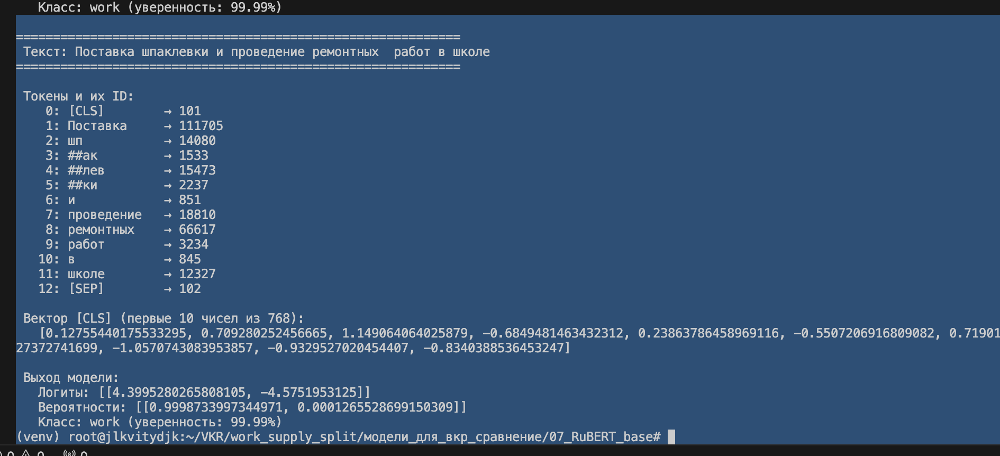 Класс: work (уверенность: 99.99%)
============================================================
Текст: Поставка шпаклевки и проведение ремонтных  работ в школе
============================================================
Токены и их ID:
0: [CLS] → 101
1: Поставка → 111705
2: шп → 14080
3: ##ак → 1533
4: ##лев → 15473
5: ##ки → 2237
6: и → 851
7: проведение → 18810
8: ремонтных → 66617
9: работ → 3234
10: в → 845
11: школе → 12327
12: [SEP] → 102
Вектор [CLS] (первые 10 чисел из 768):
[0.12755440175533295, 0.709280252456665, 1.149064064025879, -0.6849481463432312, 0.23863786458969116, -0.5507206916809082, 0.71901
27372741699, -1.0570743083953857, -0.9329527020454407, -0.8340388536453247]
Выход модели:
Логиты: [[4.3995280265808105, -4.5751953125]]
Вероятности: [[0.9998733997344971, 0.0001265528699150309]]
Класс: work (уверенность: 99.99%)
(venv) root@jlkvitydjk:~/VKR/work_supply_split/модели_для_вкр_сравнение/07_RuBERT_base#